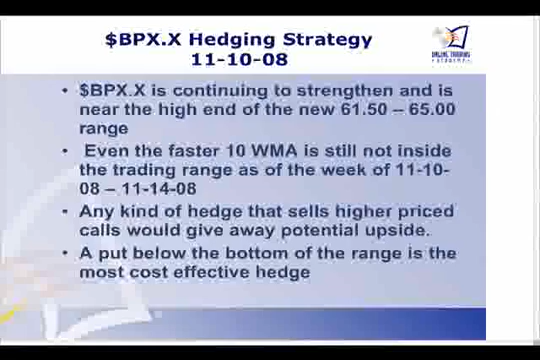 $BPX.X Hedging Strategy
11-10-08
ONLINE TRADING
ACADEMY
• $BPX.X is continuing to strengthen and is
near the high end of the new 61.50 – 65.00
range
• Even the faster 10 WMA is still not inside
the trading range as of the week of 11-10-
08 – 11-14-08
• Any kind of hedge that sells higher priced
calls would give away potential upside.
• A put below the bottom of the range is the
most cost effective hedge